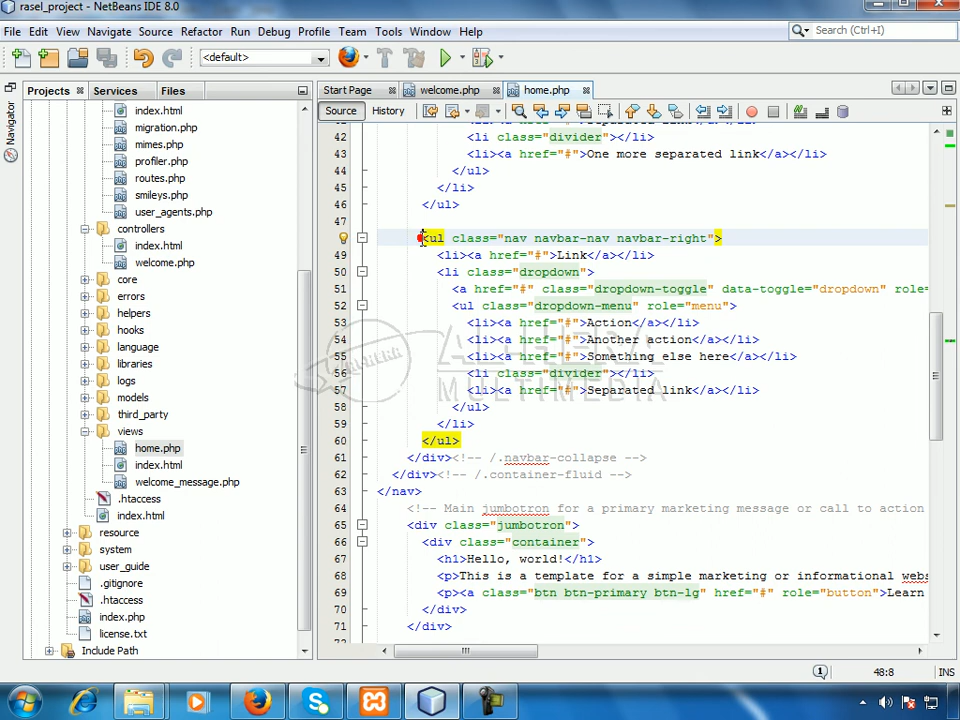 rasel_project - NetBeans IDE 8.0
File Edit View Navigate Source Refactor Run Debug Profile Team Tools Window Help
Search (Ctrl+I)
<default>
Projects Services Files
Start Page welcome.php home.php
Source History
Navigator
index.html
migration.php
mimes.php
profiler.php
routes.php
smileys.php
user_agents.php
controllers
index.html
welcome.php
core
errors
helpers
hooks
language
libraries
logs
models
third_party
views
home.php
index.html
welcome_message.php
.htaccess
index.html
resource
system
user_guide
.gitignore
.htaccess
index.php
license.txt
Include Path
42 <li class="divider"></li>
43 <li><a href="#">One more separated link</a></li>
44 </ul>
45 </li>
46 </ul>
47
<ul class="nav navbar-nav navbar-right">
49 <li><a href="#">Link</a></li>
50 <li class="dropdown">
51 <a href="#" class="dropdown-toggle" data-toggle="dropdown" role=
52 <ul class="dropdown-menu" role="menu">
53 <li><a href="#">Action</a></li>
54 <li><a href="#">Another action</a></li>
55 <li><a href="#">Something else here</a></li>
56 <li class="divider"></li>
57 <li><a href="#">Separated link</a></li>
58 </ul>
59 </li>
60 </ul>
61 </div><!-- /.navbar-collapse -->
62 </div><!-- /.container-fluid -->
63 </nav>
64 <!-- Main jumbotron for a primary marketing message or call to action
65 <div class="jumbotron">
66 <div class="container">
67 <h1>Hello, world!</h1>
68 <p>This is a template for a simple marketing or informational webs
69 <p><a class="btn btn-primary btn-lg" href="#" role="button">Learn
70 </div>
71 </div>
MULTIMEDIA
1 48:8 INS